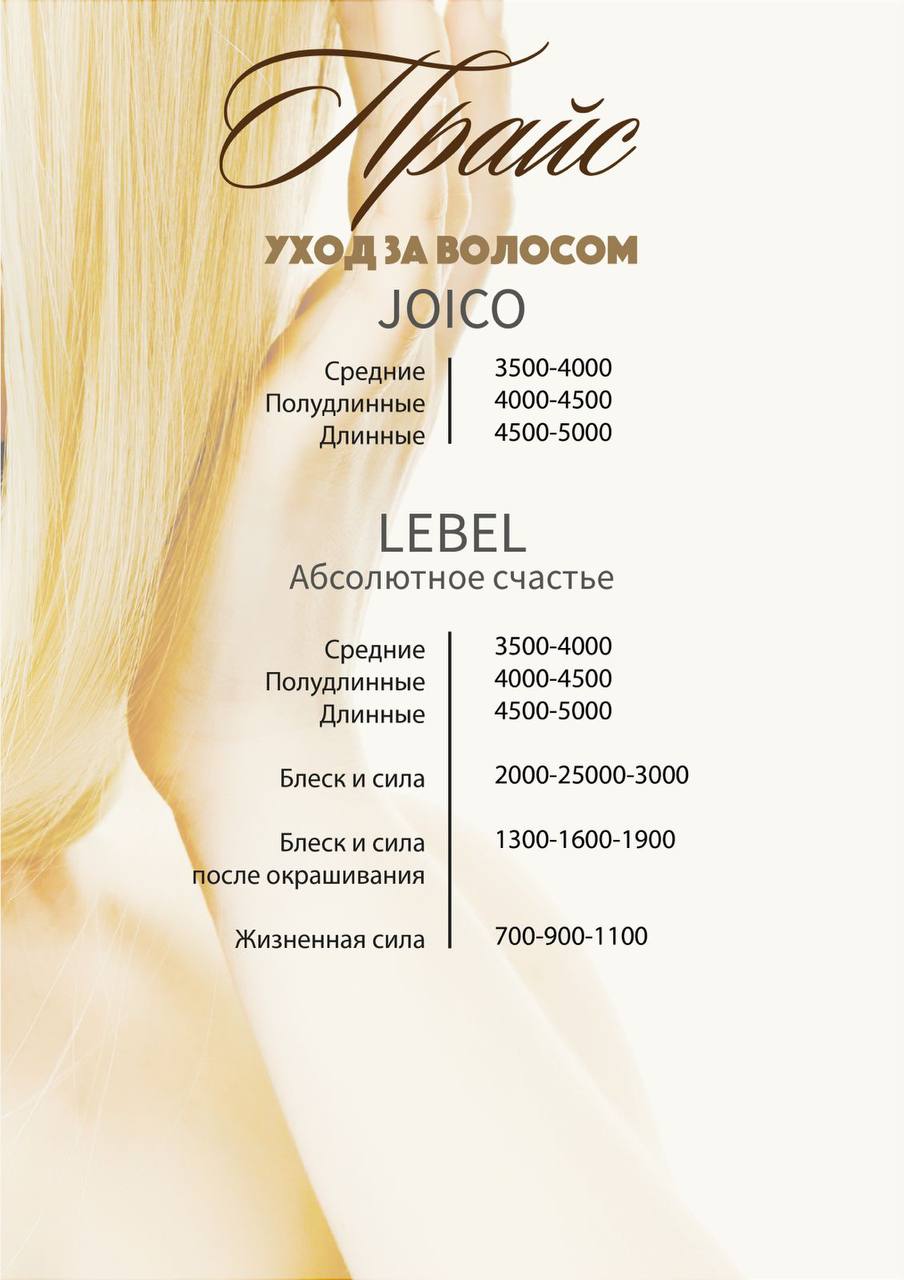 Прайс
УХОД ЗА ВОЛОСОМ
JOICO
Средние 3500-4000
Полудлинные 4000-4500
Длинные 4500-5000
LEBEL
Абсолютное счастье
Средние 3500-4000
Полудлинные 4000-4500
Длинные 4500-5000
Блеск и сила 2000-25000-3000
Блеск и сила 1300-1600-1900
после окрашивания
Жизненная сила 700-900-1100